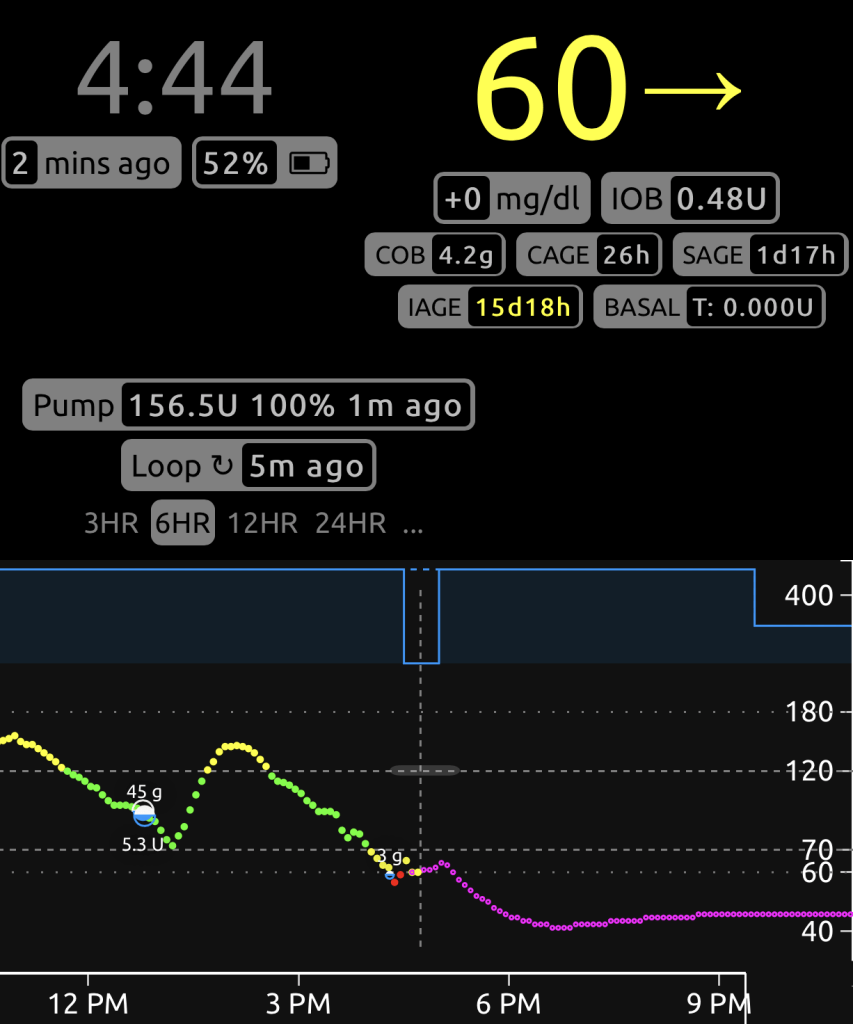 4:44
60→
2 mins ago 52%
+0 mg/dl IOB 0.48U
COB 4.2g CAGE 26h SAGE 1d17h
IAGE 15d18h BASAL T: 0.000U
Pump 156.5U 100% 1m ago
Loop ↻ 5m ago
3HR 6HR 12HR 24HR ...
400
180
120
45 g
5.3 U
70
3 g
60
40
12 PM 3 PM 6 PM 9 PM